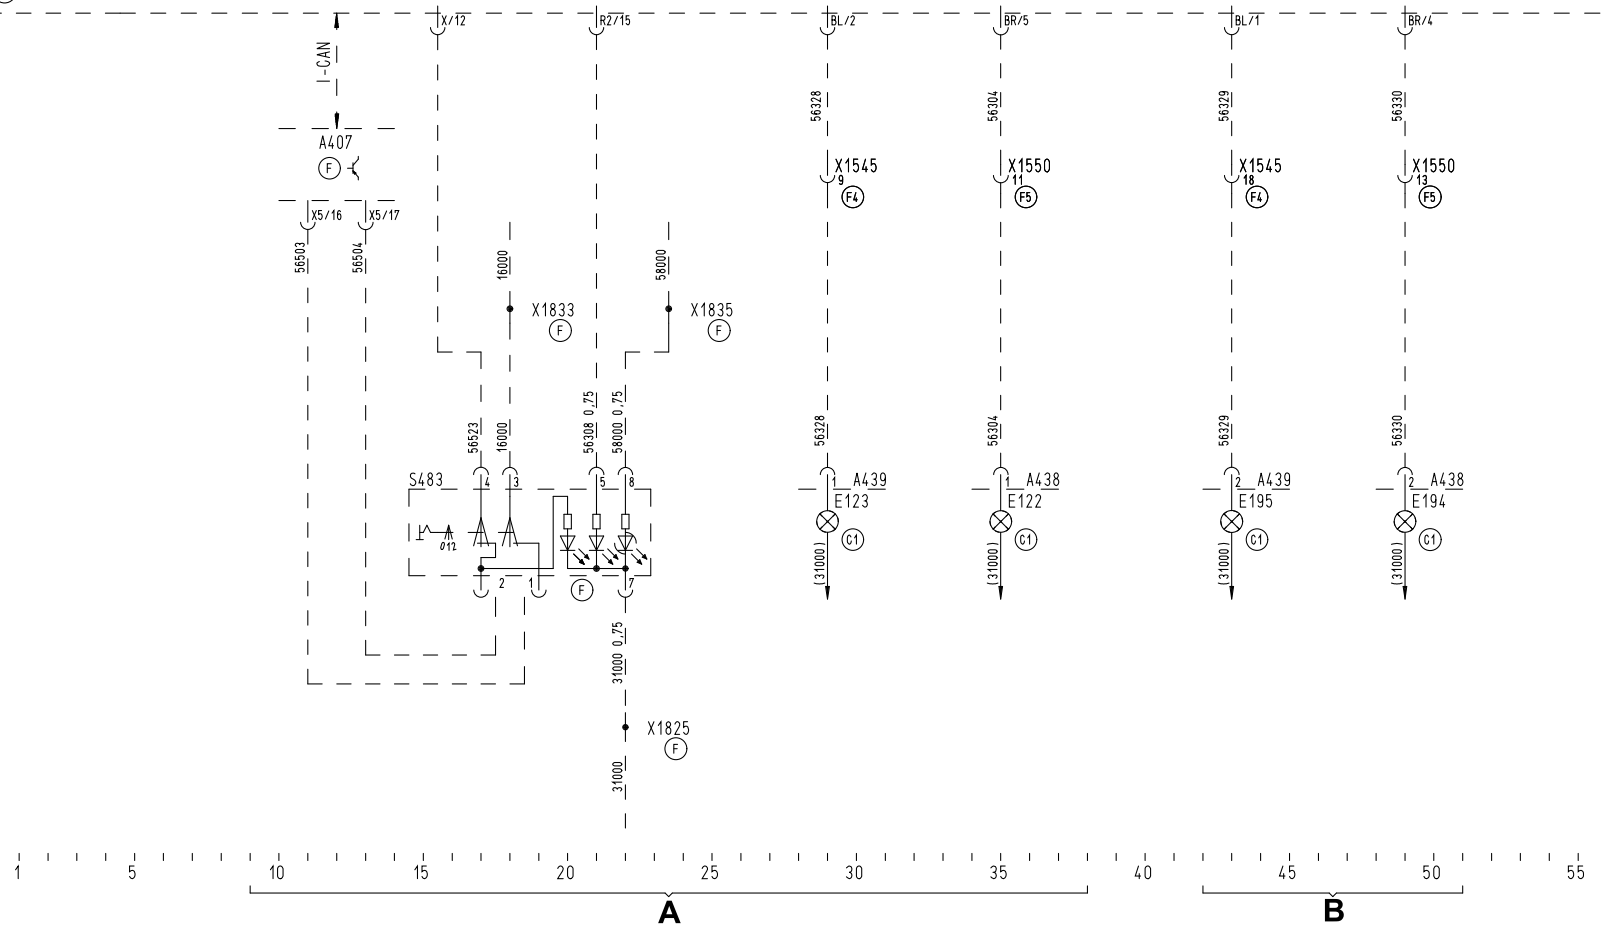 X/12
R2/15
BL/2
BR/5
BL/1
BR/4
I-CAN
56328
56304
56329
56330
A407
F
X1545
9
F4
X1550
11
F5
X1545
18
F4
X1550
13
F5
X5/16
X5/17
56503
56504
16000
58000
X1833
F
X1835
F
56523
16000
56308 0,75
58000 0,75
56328
56304
56329
56330
S483
4
3
5
8
1 A439
E123
C1
(31000)
1 A438
E122
C1
(31000)
2 A439
E195
C1
(31000)
2 A438
E194
C1
(31000)
012
2
1
F
7
31000 0,75
X1825
F
31000
1 5 10 15 20 25 30 35 40 45 50 55
A B